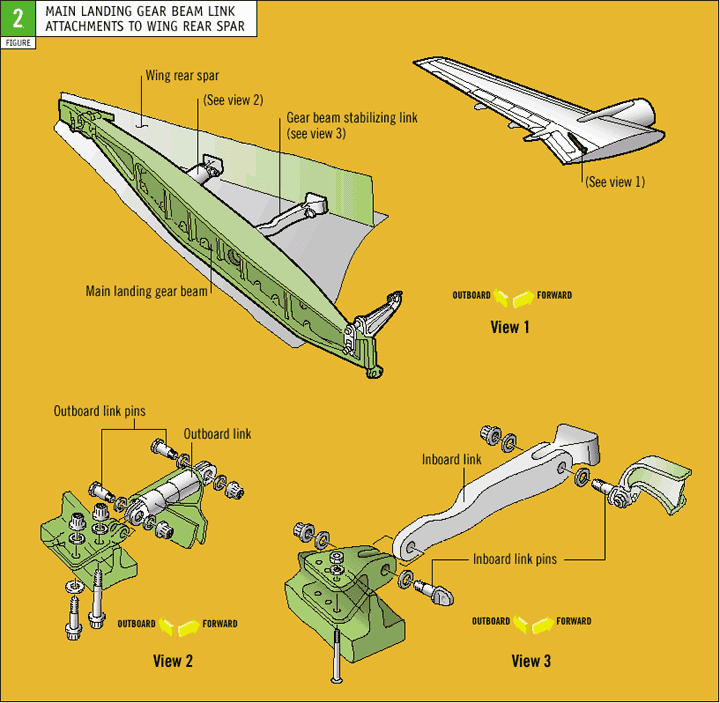 2
FIGURE
MAIN LANDING GEAR BEAM LINK
ATTACHMENTS TO WING REAR SPAR
Wing rear spar
(See view 2)
Gear beam stabilizing link
(see view 3)
(See view 1)
Main landing gear beam
OUTBOARD FORWARD
View 1
Outboard link pins
Outboard link
Inboard link
Inboard link pins
OUTBOARD FORWARD
View 2
OUTBOARD FORWARD
View 3